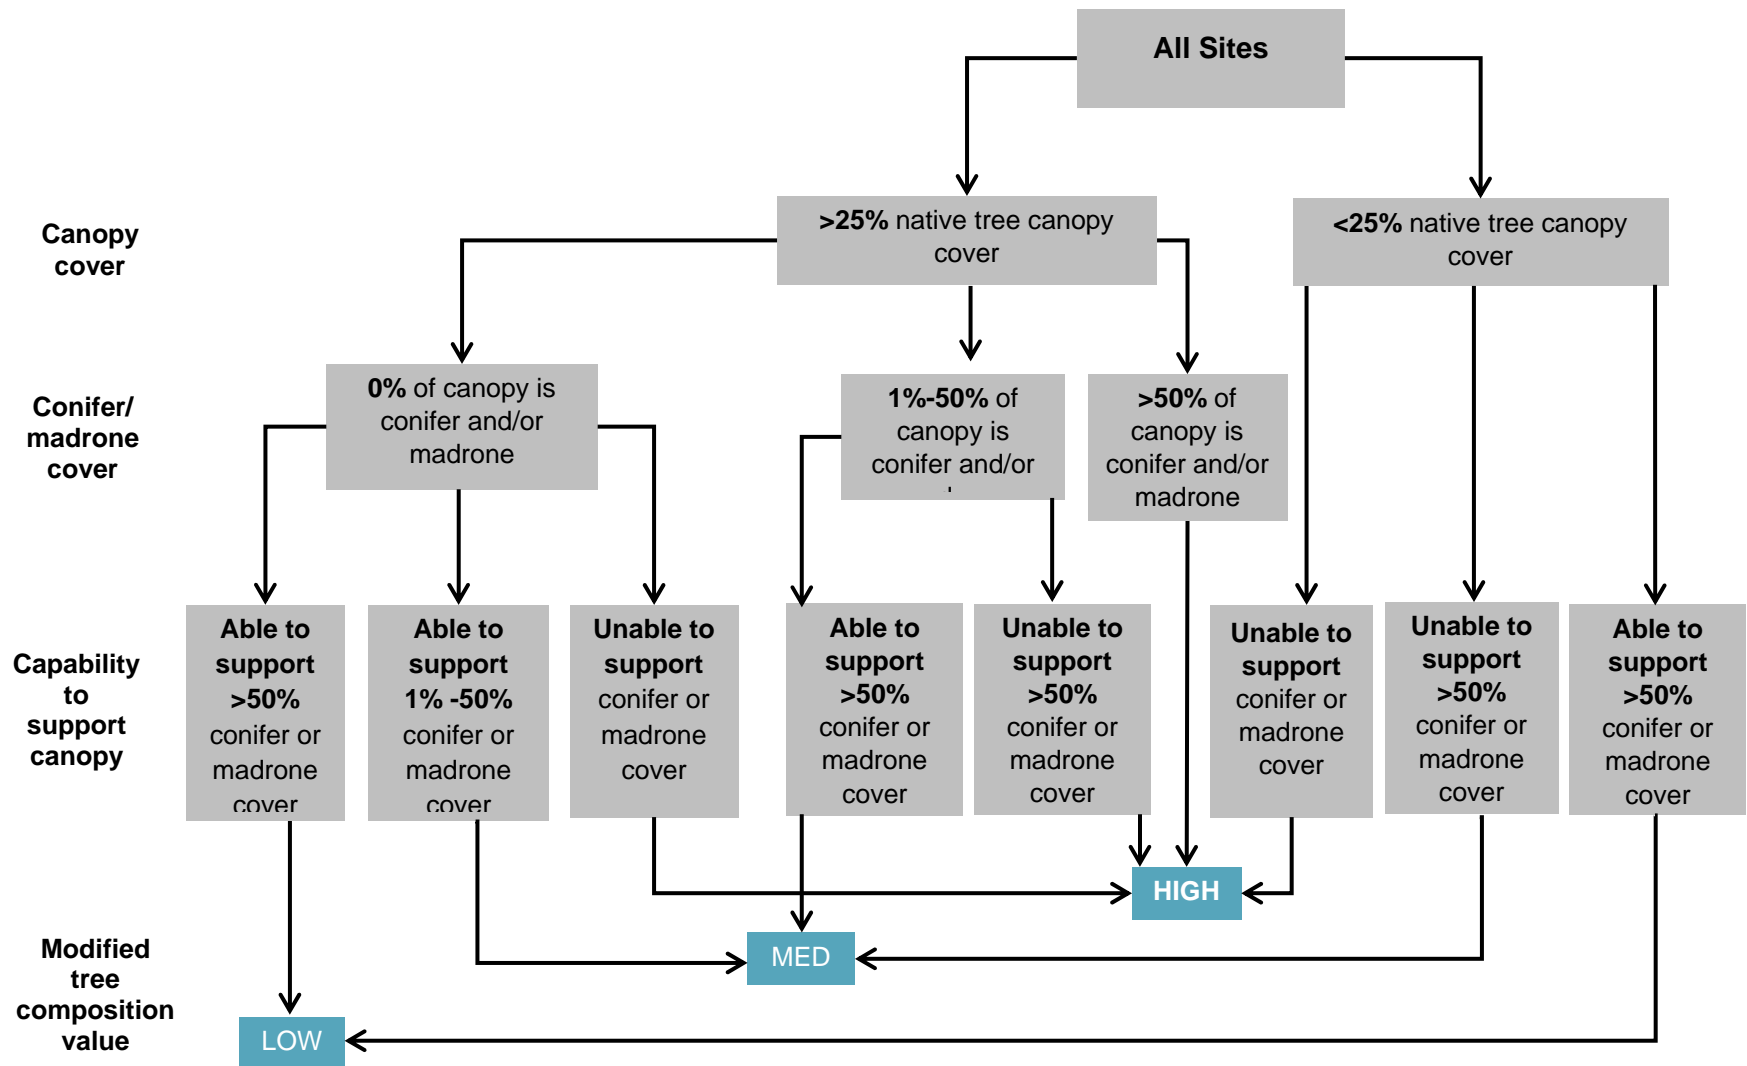 All Sites
Canopy
cover
>25% native tree canopy
cover
<25% native tree canopy
cover
Conifer/
madrone
cover
0% of canopy is
conifer and/or
madrone
1%-50% of
canopy is
conifer and/or
>50% of
canopy is
conifer and/or
madrone
Capability
to
support
canopy
Able to
support
>50%
conifer or
madrone
cover
Able to
support
1% -50%
conifer or
madrone
cover
Unable to
support
conifer or
madrone
cover
Able to
support
>50%
conifer or
madrone
cover
Unable to
support
>50%
conifer or
madrone
cover
Unable to
support
conifer or
madrone
cover
Unable to
support
>50%
conifer or
madrone
cover
Able to
support
>50%
conifer or
madrone
cover
Modified
tree
composition
value
HIGH
MED
LOW